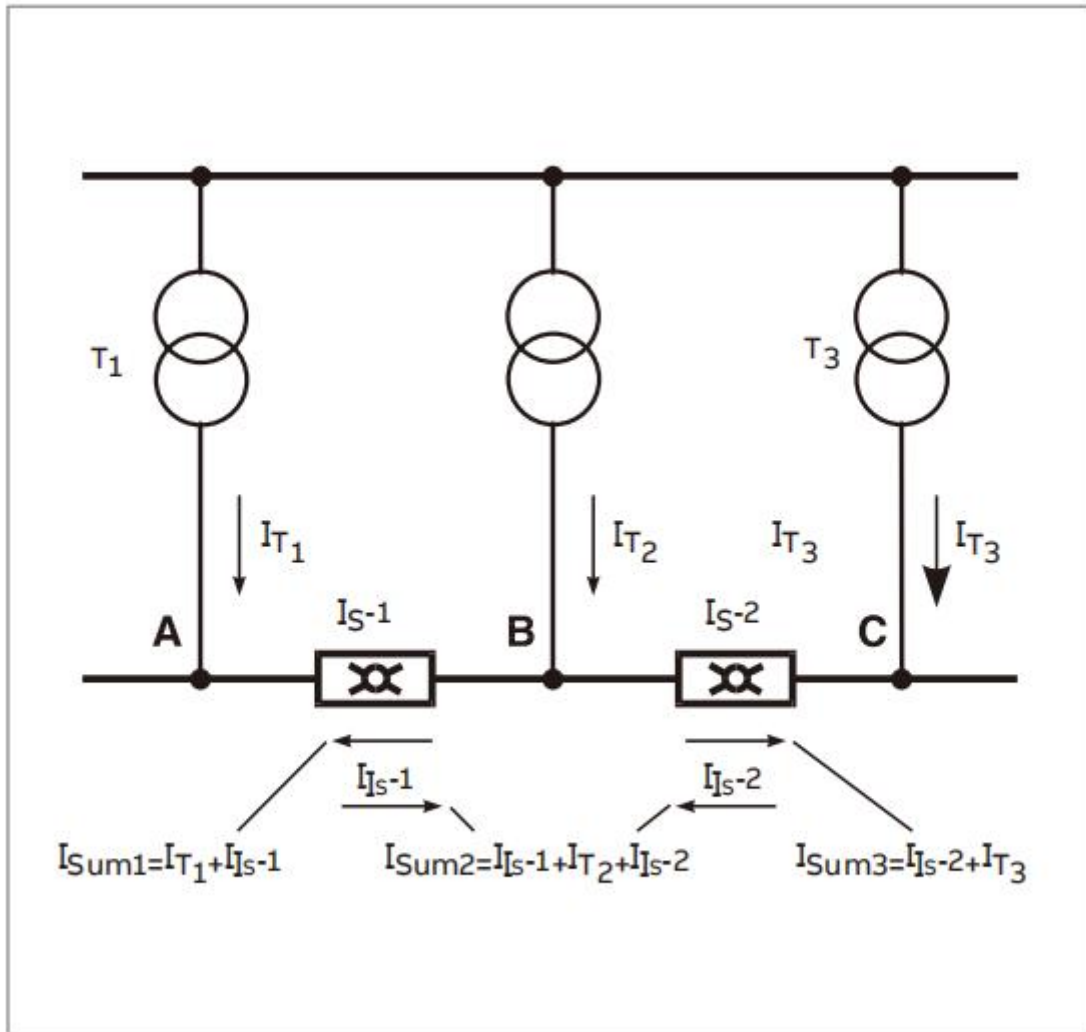 T1 T3
IT1 IT2 IT3 IT3
A IS-1 B IS-2 C
IIS-1 IIS-2
ISum1=IT1+IIS-1 ISum2=IIS-1+IT2+IIS-2 ISum3=IIS-2+IT3